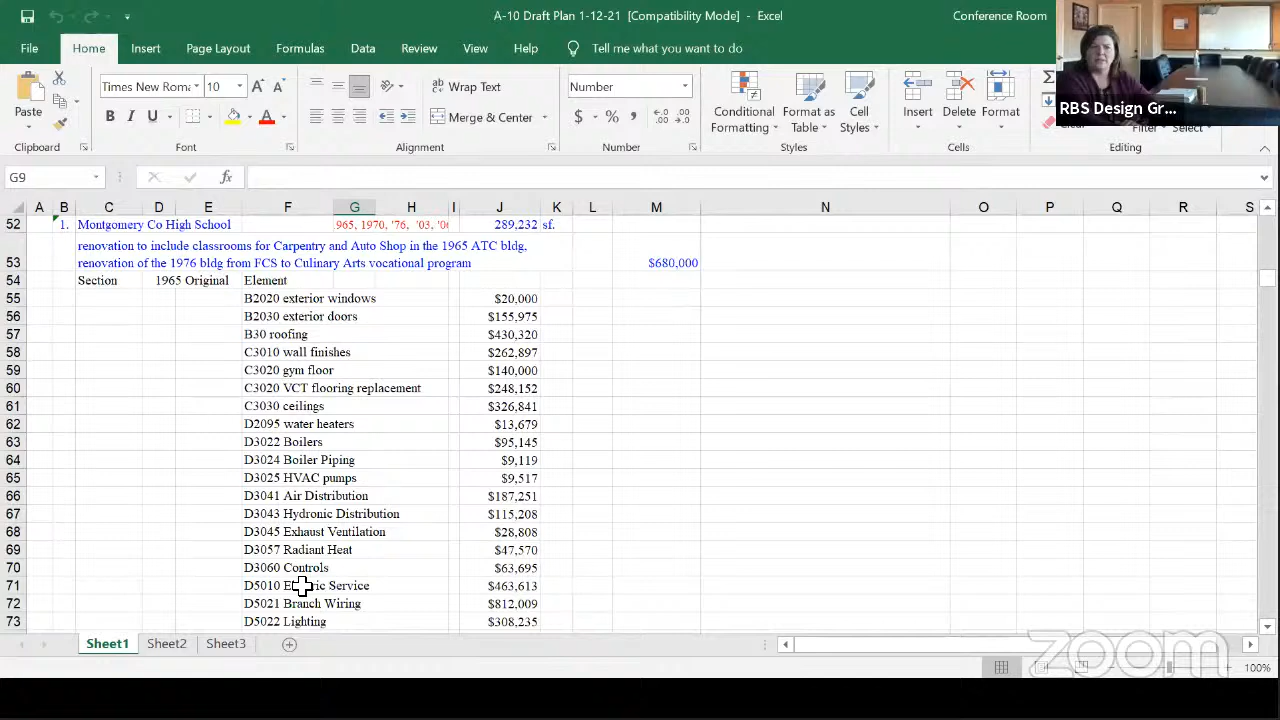 A-10 Draft Plan 1-12-21 [Compatibility Mode] - Excel
Conference Room
File Home Insert Page Layout Formulas Data Review View Help Tell me what you want to do
Times New Roma 10 A A
Wrap Text
Number
Paste
B I U A
Merge & Center
$ % ,
Conditional Formatting
Format as Table
Cell Styles
Insert Delete Format
Filter Select
RBS Design Gr...
Clipboard Font Alignment Number Styles Cells Editing
G9 fx
A B C D E F G H I J K L M N O P Q R S
52 1. Montgomery Co High School 965, 1970, '76, '03, '0 289,232 sf.
renovation to include classrooms for Carpentry and Auto Shop in the 1965 ATC bldg,
53 renovation of the 1976 bldg from FCS to Culinary Arts vocational program $680,000
54 Section 1965 Original Element
55 B2020 exterior windows $20,000
56 B2030 exterior doors $155,975
57 B30 roofing $430,320
58 C3010 wall finishes $262,897
59 C3020 gym floor $140,000
60 C3020 VCT flooring replacement $248,152
61 C3030 ceilings $326,841
62 D2095 water heaters $13,679
63 D3022 Boilers $95,145
64 D3024 Boiler Piping $9,119
65 D3025 HVAC pumps $9,517
66 D3041 Air Distribution $187,251
67 D3043 Hydronic Distribution $115,208
68 D3045 Exhaust Ventilation $28,808
69 D3057 Radiant Heat $47,570
70 D3060 Controls $63,695
71 D5010 Electric Service $463,613
72 D5021 Branch Wiring $812,009
73 D5022 Lighting $308,235
Sheet1 Sheet2 Sheet3
zoom
100%